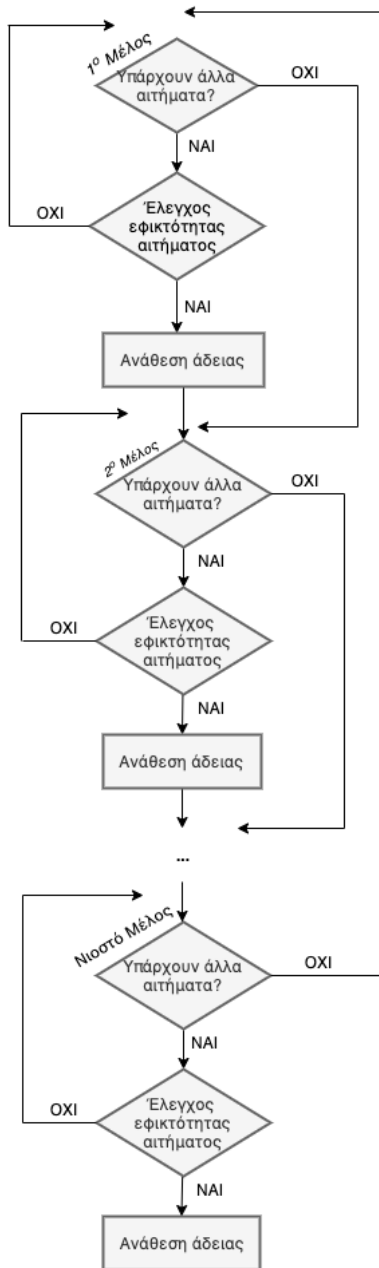 1º Μέλος
Υπάρχουν άλλα
αιτήματα?
ΟΧΙ
ΝΑΙ
Έλεγχος
εφικτότητας
αιτήματος
ΟΧΙ
ΝΑΙ
Ανάθεση άδειας
2º Μέλος
Υπάρχουν άλλα
αιτήματα?
ΟΧΙ
ΝΑΙ
Έλεγχος
εφικτότητας
αιτήματος
ΟΧΙ
ΝΑΙ
Ανάθεση άδειας
...
Νιοστό Μέλος
Υπάρχουν άλλα
αιτήματα?
ΟΧΙ
ΝΑΙ
Έλεγχος
εφικτότητας
αιτήματος
ΟΧΙ
ΝΑΙ
Ανάθεση άδειας